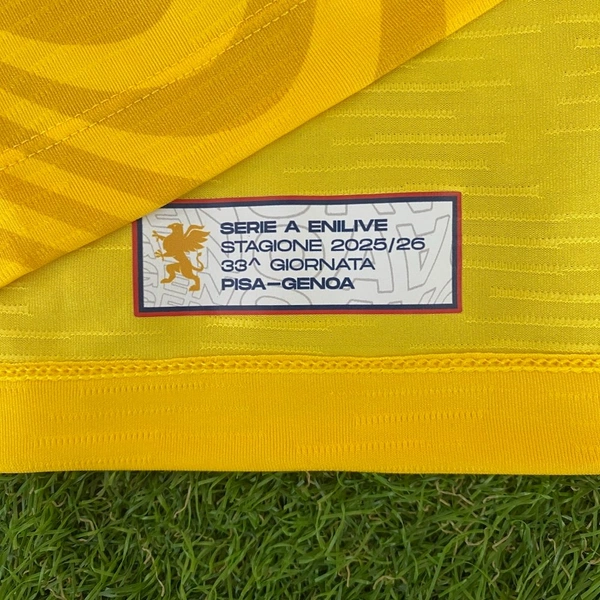 SERIE A ENILIVE
STAGIONE 2025/26
33^ GIORNATA
PISA–GENOA